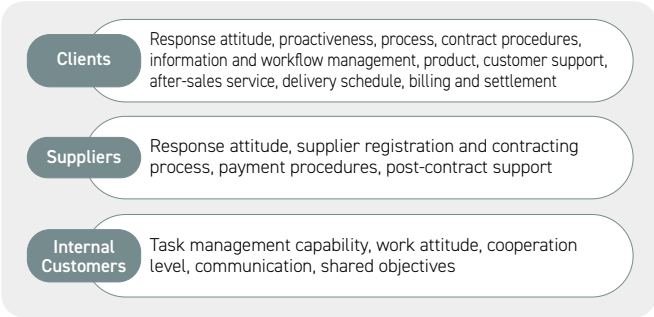 Clients
Response attitude, proactiveness, process, contract procedures,
information and workflow management, product, customer support,
after-sales service, delivery schedule, billing and settlement
Suppliers
Response attitude, supplier registration and contracting
process, payment procedures, post-contract support
Internal
Customers
Task management capability, work attitude, cooperation
level, communication, shared objectives